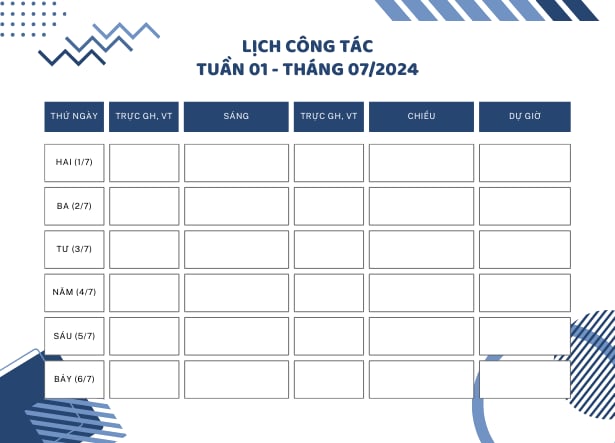 LỊCH CÔNG TÁC
TUẦN 01 - THÁNG 07/2024
THỨ NGÀY TRỰC GH, VT SÁNG TRỰC GH, VT CHIỀU DỰ GIỜ
HAI (1/7)
BA (2/7)
TƯ (3/7)
NĂM (4/7)
SÁU (5/7)
BẢY (6/7)